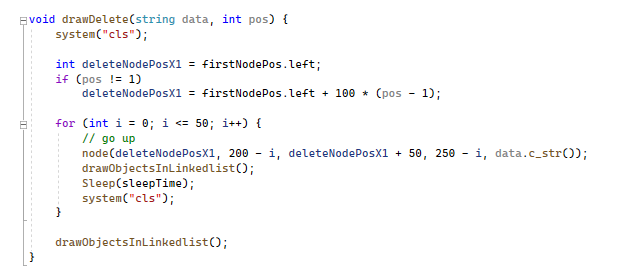 void drawDelete(string data, int pos) {
    system("cls");

    int deleteNodePosX1 = firstNodePos.left;
    if (pos != 1)
        deleteNodePosX1 = firstNodePos.left + 100 * (pos - 1);

    for (int i = 0; i <= 50; i++) {
        // go up
        node(deleteNodePosX1, 200 - i, deleteNodePosX1 + 50, 250 - i, data.c_str());
        drawObjectsInLinkedlist();
        Sleep(sleepTime);
        system("cls");
    }

    drawObjectsInLinkedlist();
}